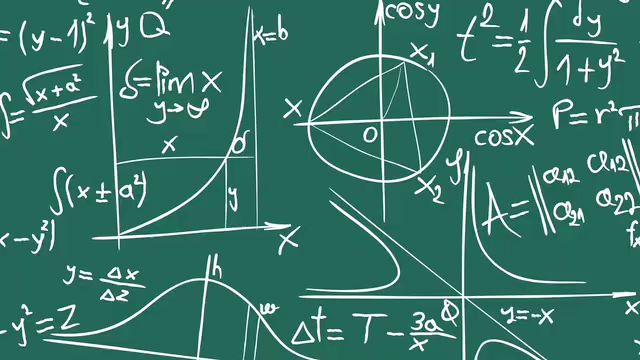 = (y-1)²
y Q
x=b
cosy
t² = 1/2 ∫ dy/1+y²
∫ = √x+a²/x
δ = lim x
y→∞
X₁
X
P = r² π
x
σ
O
cosX
∫(x ± a²)
y
X₂
A = ‖ a₁₂ a₁₂
a₂₁ a₂₂
x - y²)
X
y = Δx/Δz
h
X
- y² = Z
w
Δt = T - 3a/x
Q
y=-x